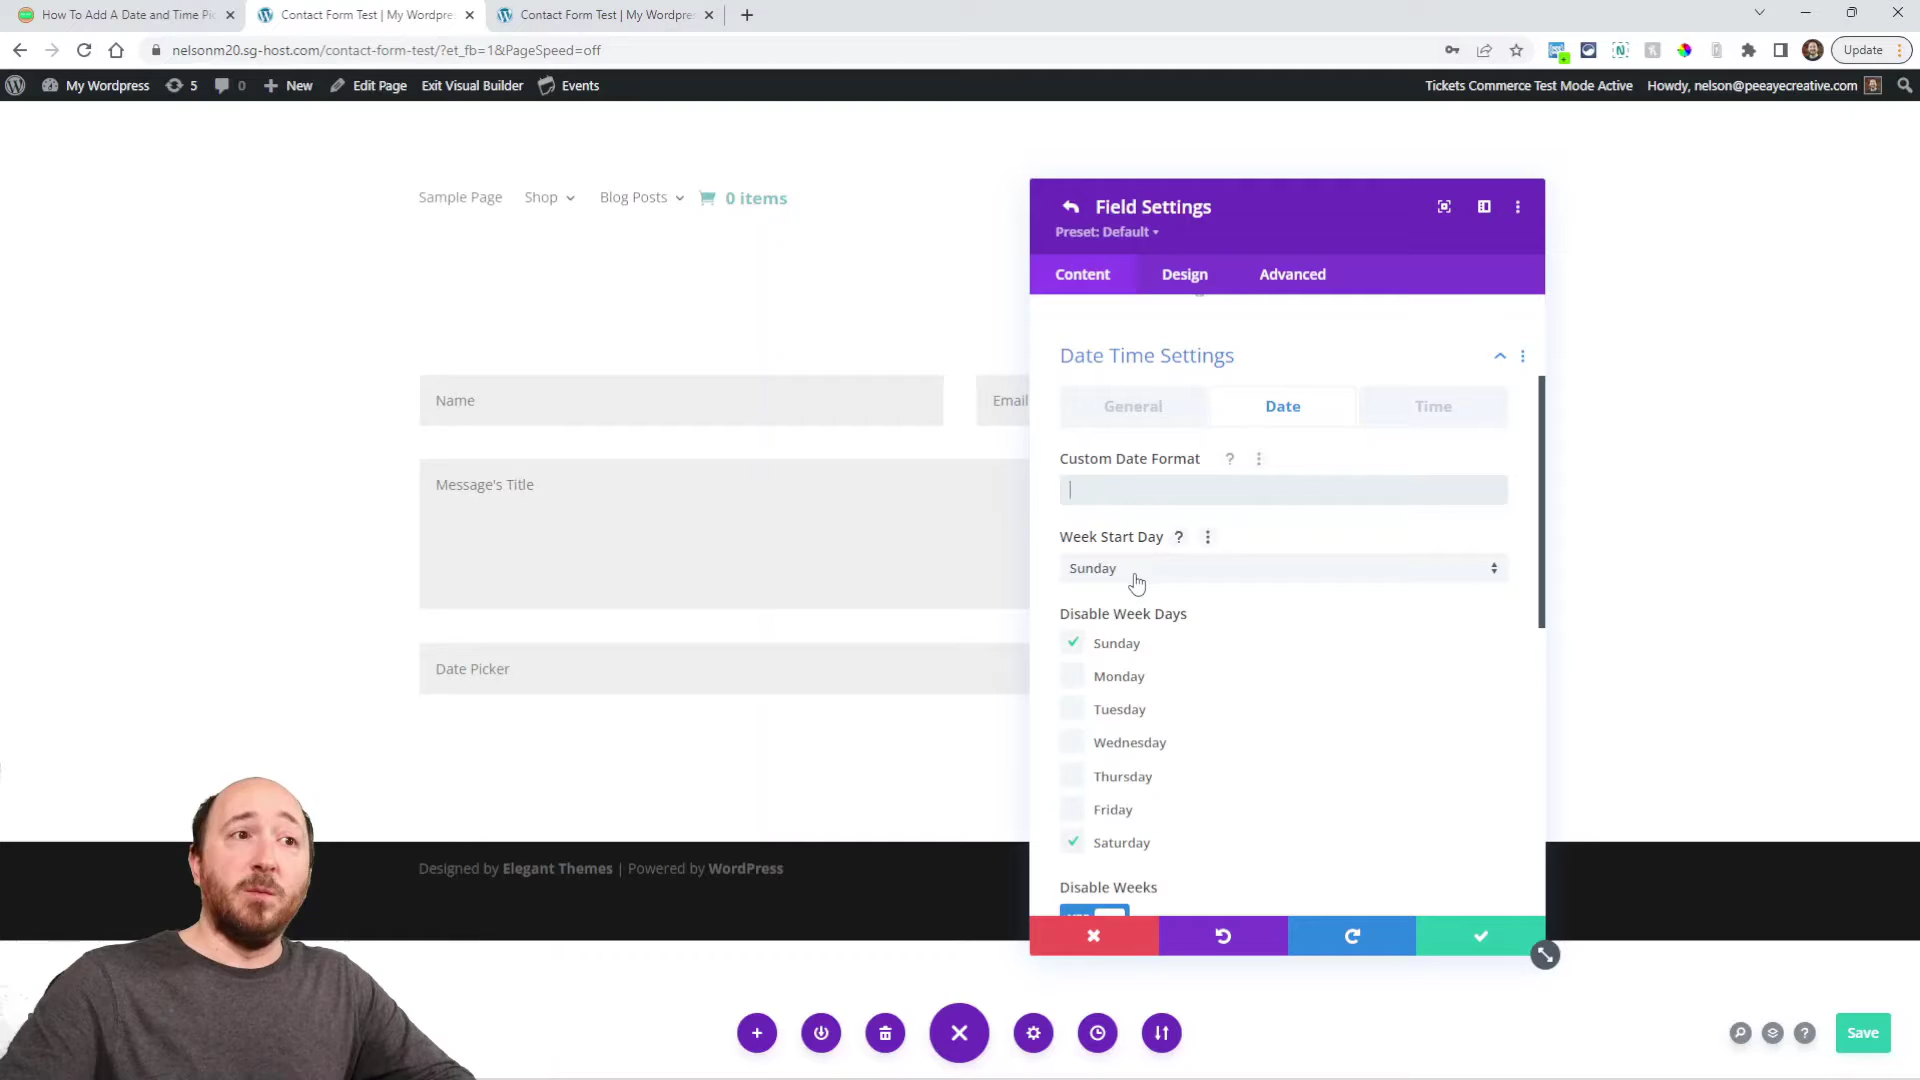 How To Add A Date and Time Pi
Contact Form Test | My Wordpre
Contact Form Test | My Wordpre
nelsonm20.sg-host.com/contact-form-test/?et_fb=1&PageSpeed=off
Update
My Wordpress 5 0 New Edit Page Exit Visual Builder Events
Tickets Commerce Test Mode Active Howdy, nelson@peeayecreative.com
Sample Page Shop Blog Posts 0 items
Name
Email
Message's Title
Date Picker
Field Settings
Preset: Default
Content Design Advanced
Date Time Settings
General Date Time
Custom Date Format ?
Week Start Day ?
Sunday
Disable Week Days
Sunday
Monday
Tuesday
Wednesday
Thursday
Friday
Saturday
Disable Weeks
Designed by Elegant Themes | Powered by WordPress
?
Save